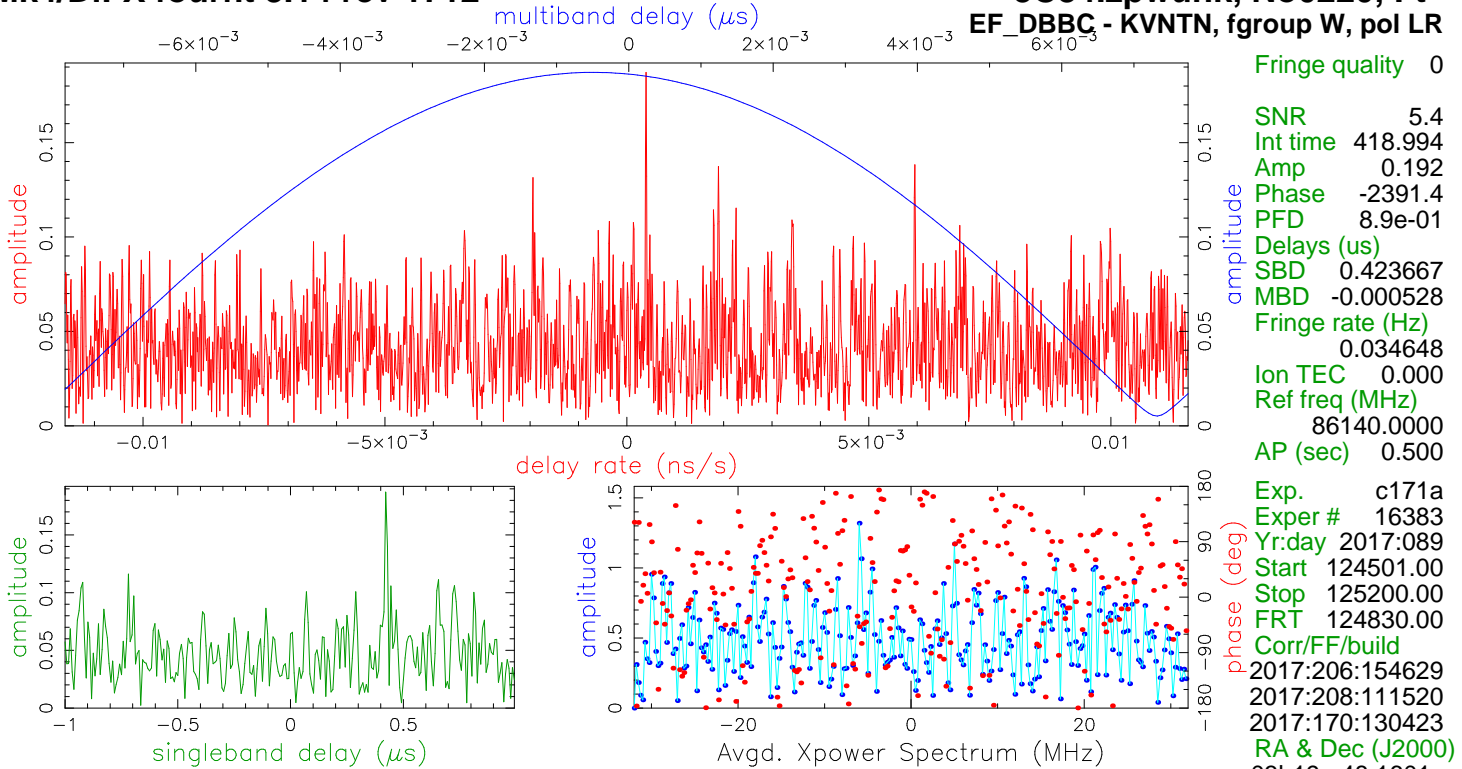 multiband delay (μs)
EF_DBBC - KVNTN, fgroup W, pol LR
−6×10⁻³ −4×10⁻³ −2×10⁻³ 0 2×10⁻³ 4×10⁻³ 6×10⁻³
amplitude
0 0.05 0.1 0.15
amplitude
0 0.05 0.1 0.15
−0.01 −5×10⁻³ 0 5×10⁻³ 0.01
delay rate (ns/s)
Fringe quality 0
SNR 5.4
Int time 418.994
Amp 0.192
Phase -2391.4
PFD 8.9e-01
Delays (us)
SBD 0.423667
MBD -0.000528
Fringe rate (Hz)
0.034648
Ion TEC 0.000
Ref freq (MHz)
86140.0000
AP (sec) 0.500
Exp. c171a
Exper # 16383
Yr:day 2017:089
Start 124501.00
Stop 125200.00
FRT 124830.00
Corr/FF/build
2017:206:154629
2017:208:111520
2017:170:130423
RA & Dec (J2000)
amplitude
0 0.05 0.1 0.15
−1 −0.5 0 0.5
singleband delay (μs)
amplitude
0 0.5 1 1.5
−20 0 20
Avgd. Xpower Spectrum (MHz)
phase (deg)
−180 −90 0 90 180